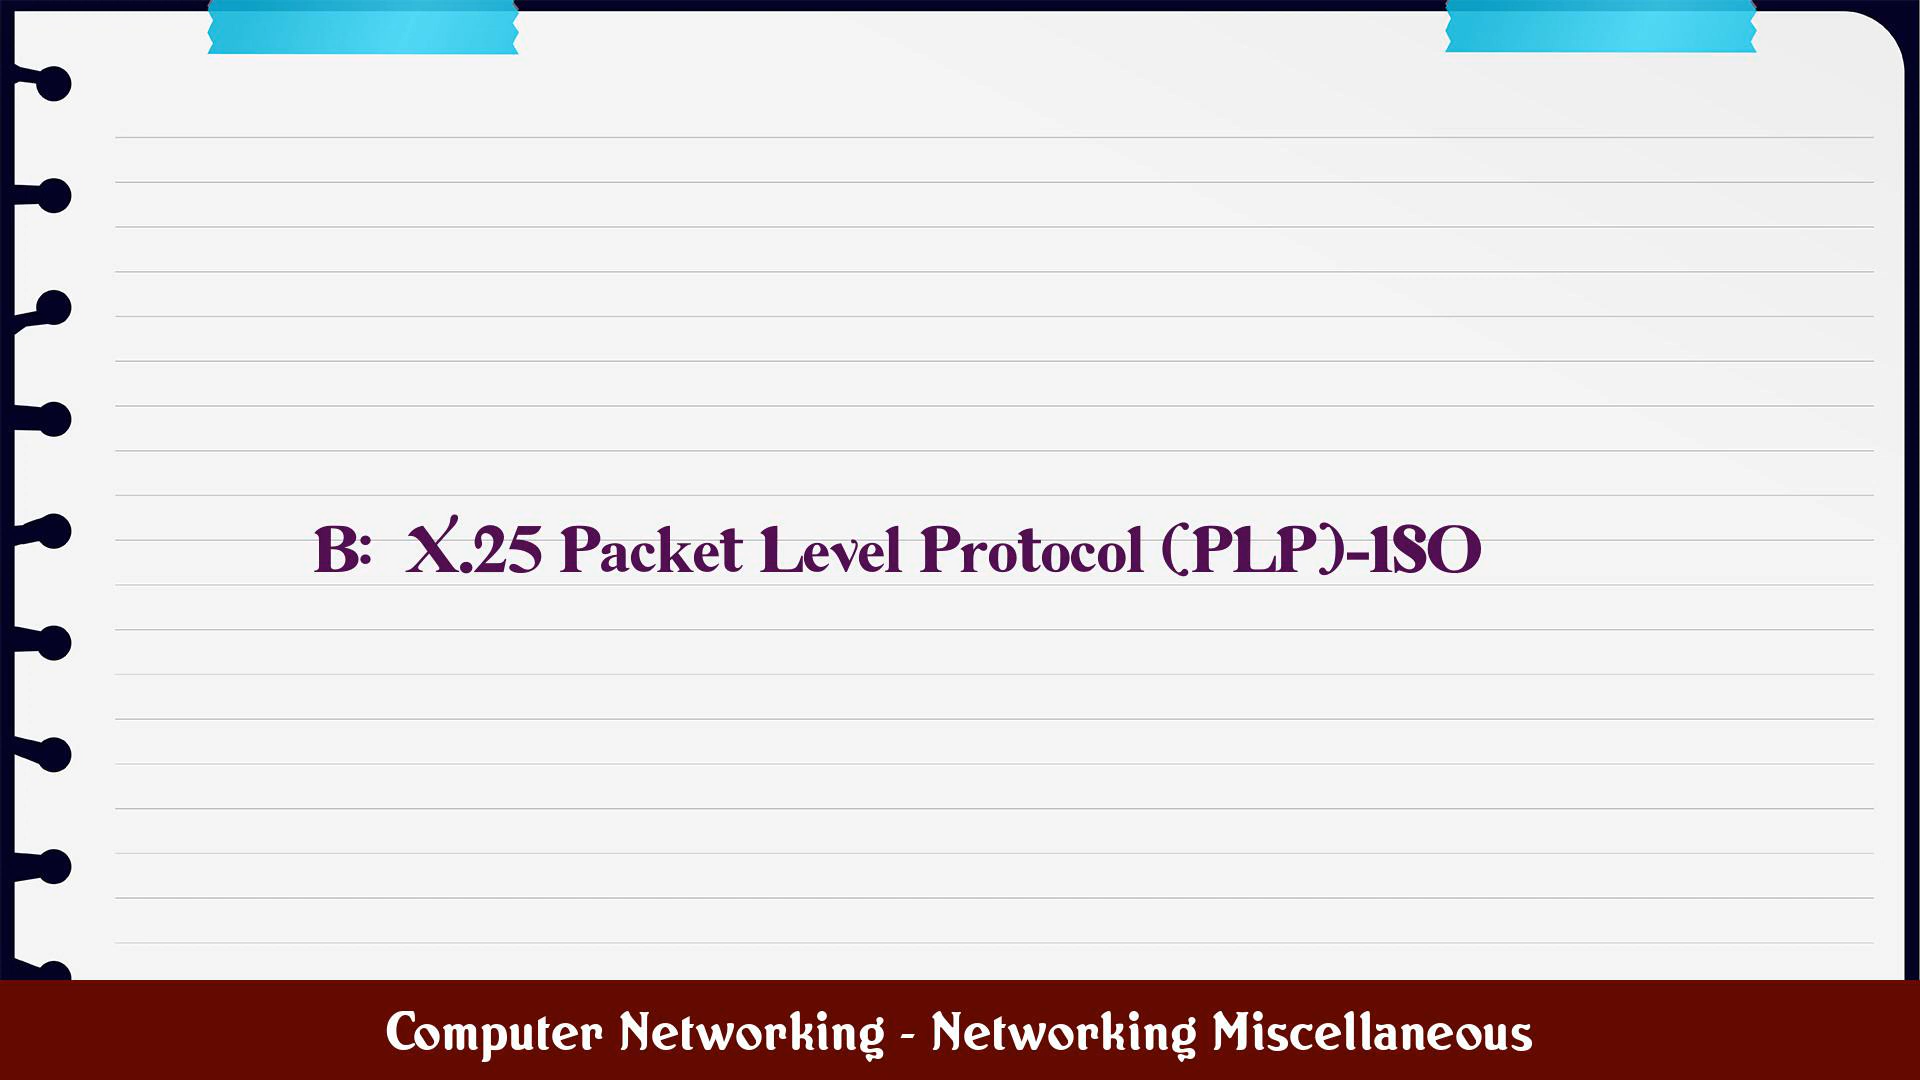 B: X.25 Packet Level Protocol (PLP)-ISO
Computer Networking - Networking Miscellaneous